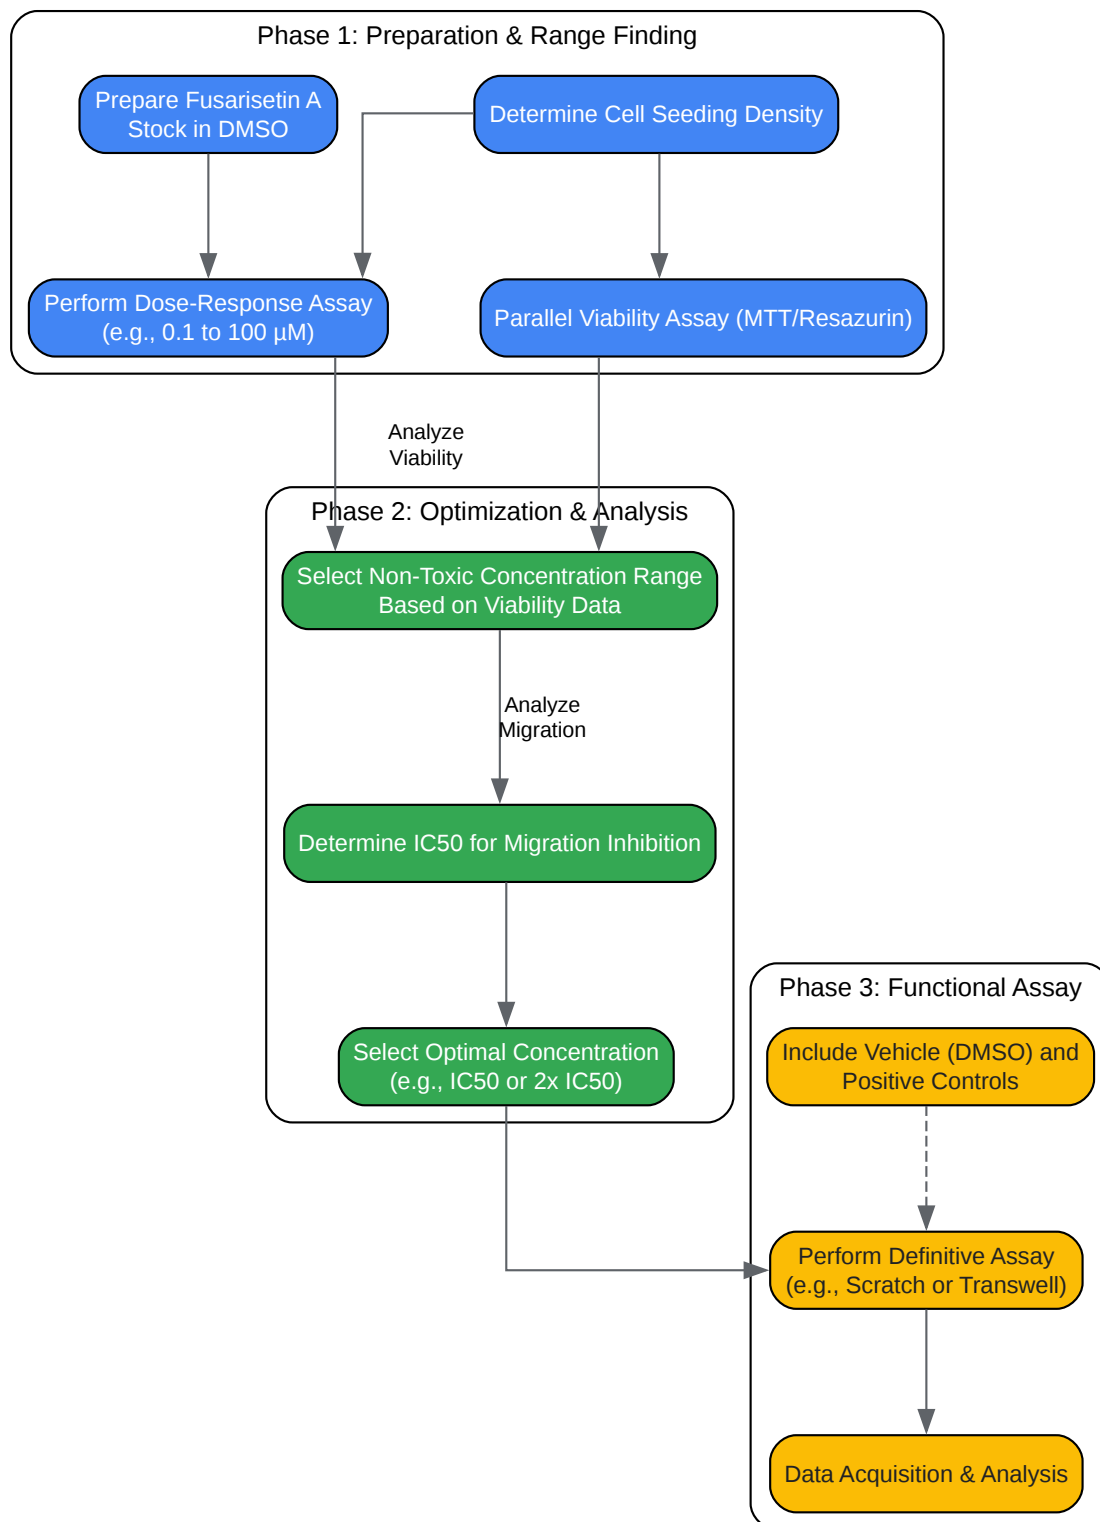 Phase 1: Preparation & Range Finding
Prepare Fusarisetin A
Stock in DMSO
Determine Cell Seeding Density
Perform Dose-Response Assay
(e.g., 0.1 to 100 µM)
Parallel Viability Assay (MTT/Resazurin)
Analyze
Viability
Phase 2: Optimization & Analysis
Select Non-Toxic Concentration Range
Based on Viability Data
Analyze
Migration
Determine IC50 for Migration Inhibition
Select Optimal Concentration
(e.g., IC50 or 2x IC50)
Phase 3: Functional Assay
Include Vehicle (DMSO) and
Positive Controls
Perform Definitive Assay
(e.g., Scratch or Transwell)
Data Acquisition & Analysis